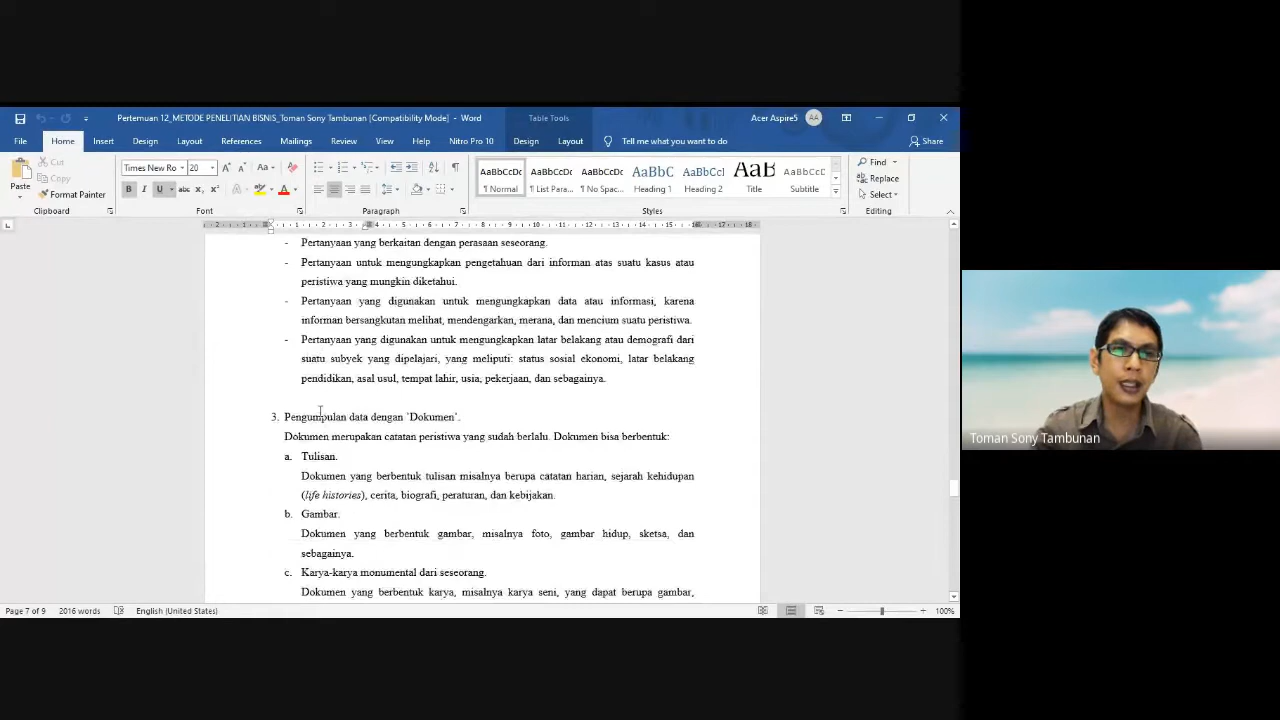 Pertemuan 12_METODE PENELITIAN BISNIS_Toman Sony Tambunan [Compatibility Mode] - Word
Table Tools
Acer Aspire5
AA
File Home Insert Design Layout References Mailings Review View Help Nitro Pro 10 Design Layout Tell me what you want to do Share
Paste
Cut
Copy
Format Painter
Clipboard
Times New Ro 20
Font
Paragraph
AaBbCcDc AaBbCcDc AaBbCcDc AaBbC AaBbCcI AaB AaBbCcD
¶ Normal ¶ List Para... ¶ No Spac... Heading 1 Heading 2 Title Subtitle
Styles
Find
Replace
Select
Editing
- Pertanyaan yang berkaitan dengan perasaan seseorang.
- Pertanyaan untuk mengungkapkan pengetahuan dari informan atas suatu kasus atau
peristiwa yang mungkin diketahui.
- Pertanyaan yang digunakan untuk mengungkapkan data atau informasi, karena
informan bersangkutan melihat, mendengarkan, merana, dan mencium suatu peristiwa.
- Pertanyaan yang digunakan untuk mengungkapkan latar belakang atau demografi dari
suatu subyek yang dipelajari, yang meliputi: status sosial ekonomi, latar belakang
pendidikan, asal usul, tempat lahir, usia, pekerjaan, dan sebagainya.
3. Pengumpulan data dengan `Dokumen`.
Dokumen merupakan catatan peristiwa yang sudah berlalu. Dokumen bisa berbentuk:
a. Tulisan.
Dokumen yang berbentuk tulisan misalnya berupa catatan harian, sejarah kehidupan
(life histories), cerita, biografi, peraturan, dan kebijakan.
b. Gambar.
Dokumen yang berbentuk gambar, misalnya foto, gambar hidup, sketsa, dan
sebagainya.
c. Karya-karya monumental dari seseorang.
Dokumen yang berbentuk karya, misalnya karya seni, yang dapat berupa gambar,
Page 7 of 9 2016 words English (United States) 100%
Toman Sony Tambunan